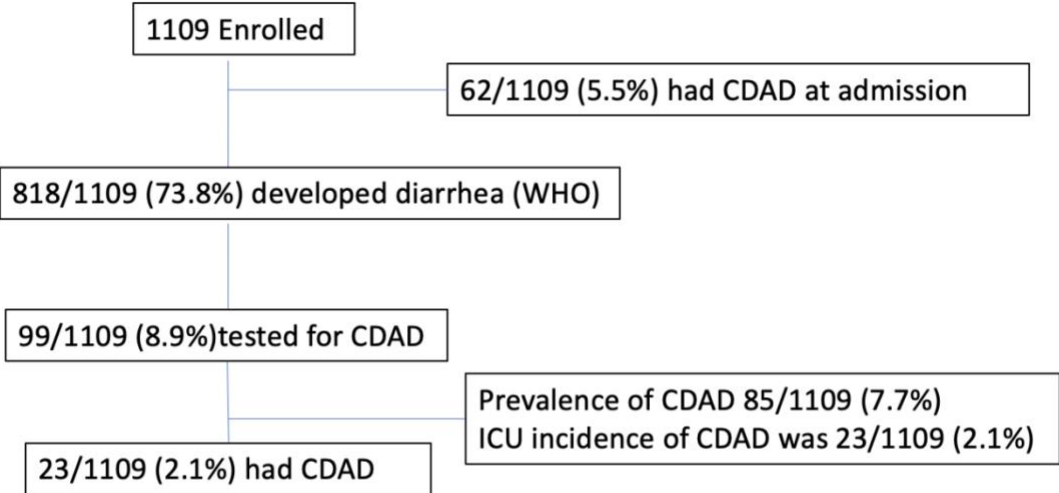 1109 Enrolled
62/1109 (5.5%) had CDAD at admission
818/1109 (73.8%) developed diarrhea (WHO)
99/1109 (8.9%)tested for CDAD
Prevalence of CDAD 85/1109 (7.7%)
ICU incidence of CDAD was 23/1109 (2.1%)
23/1109 (2.1%) had CDAD